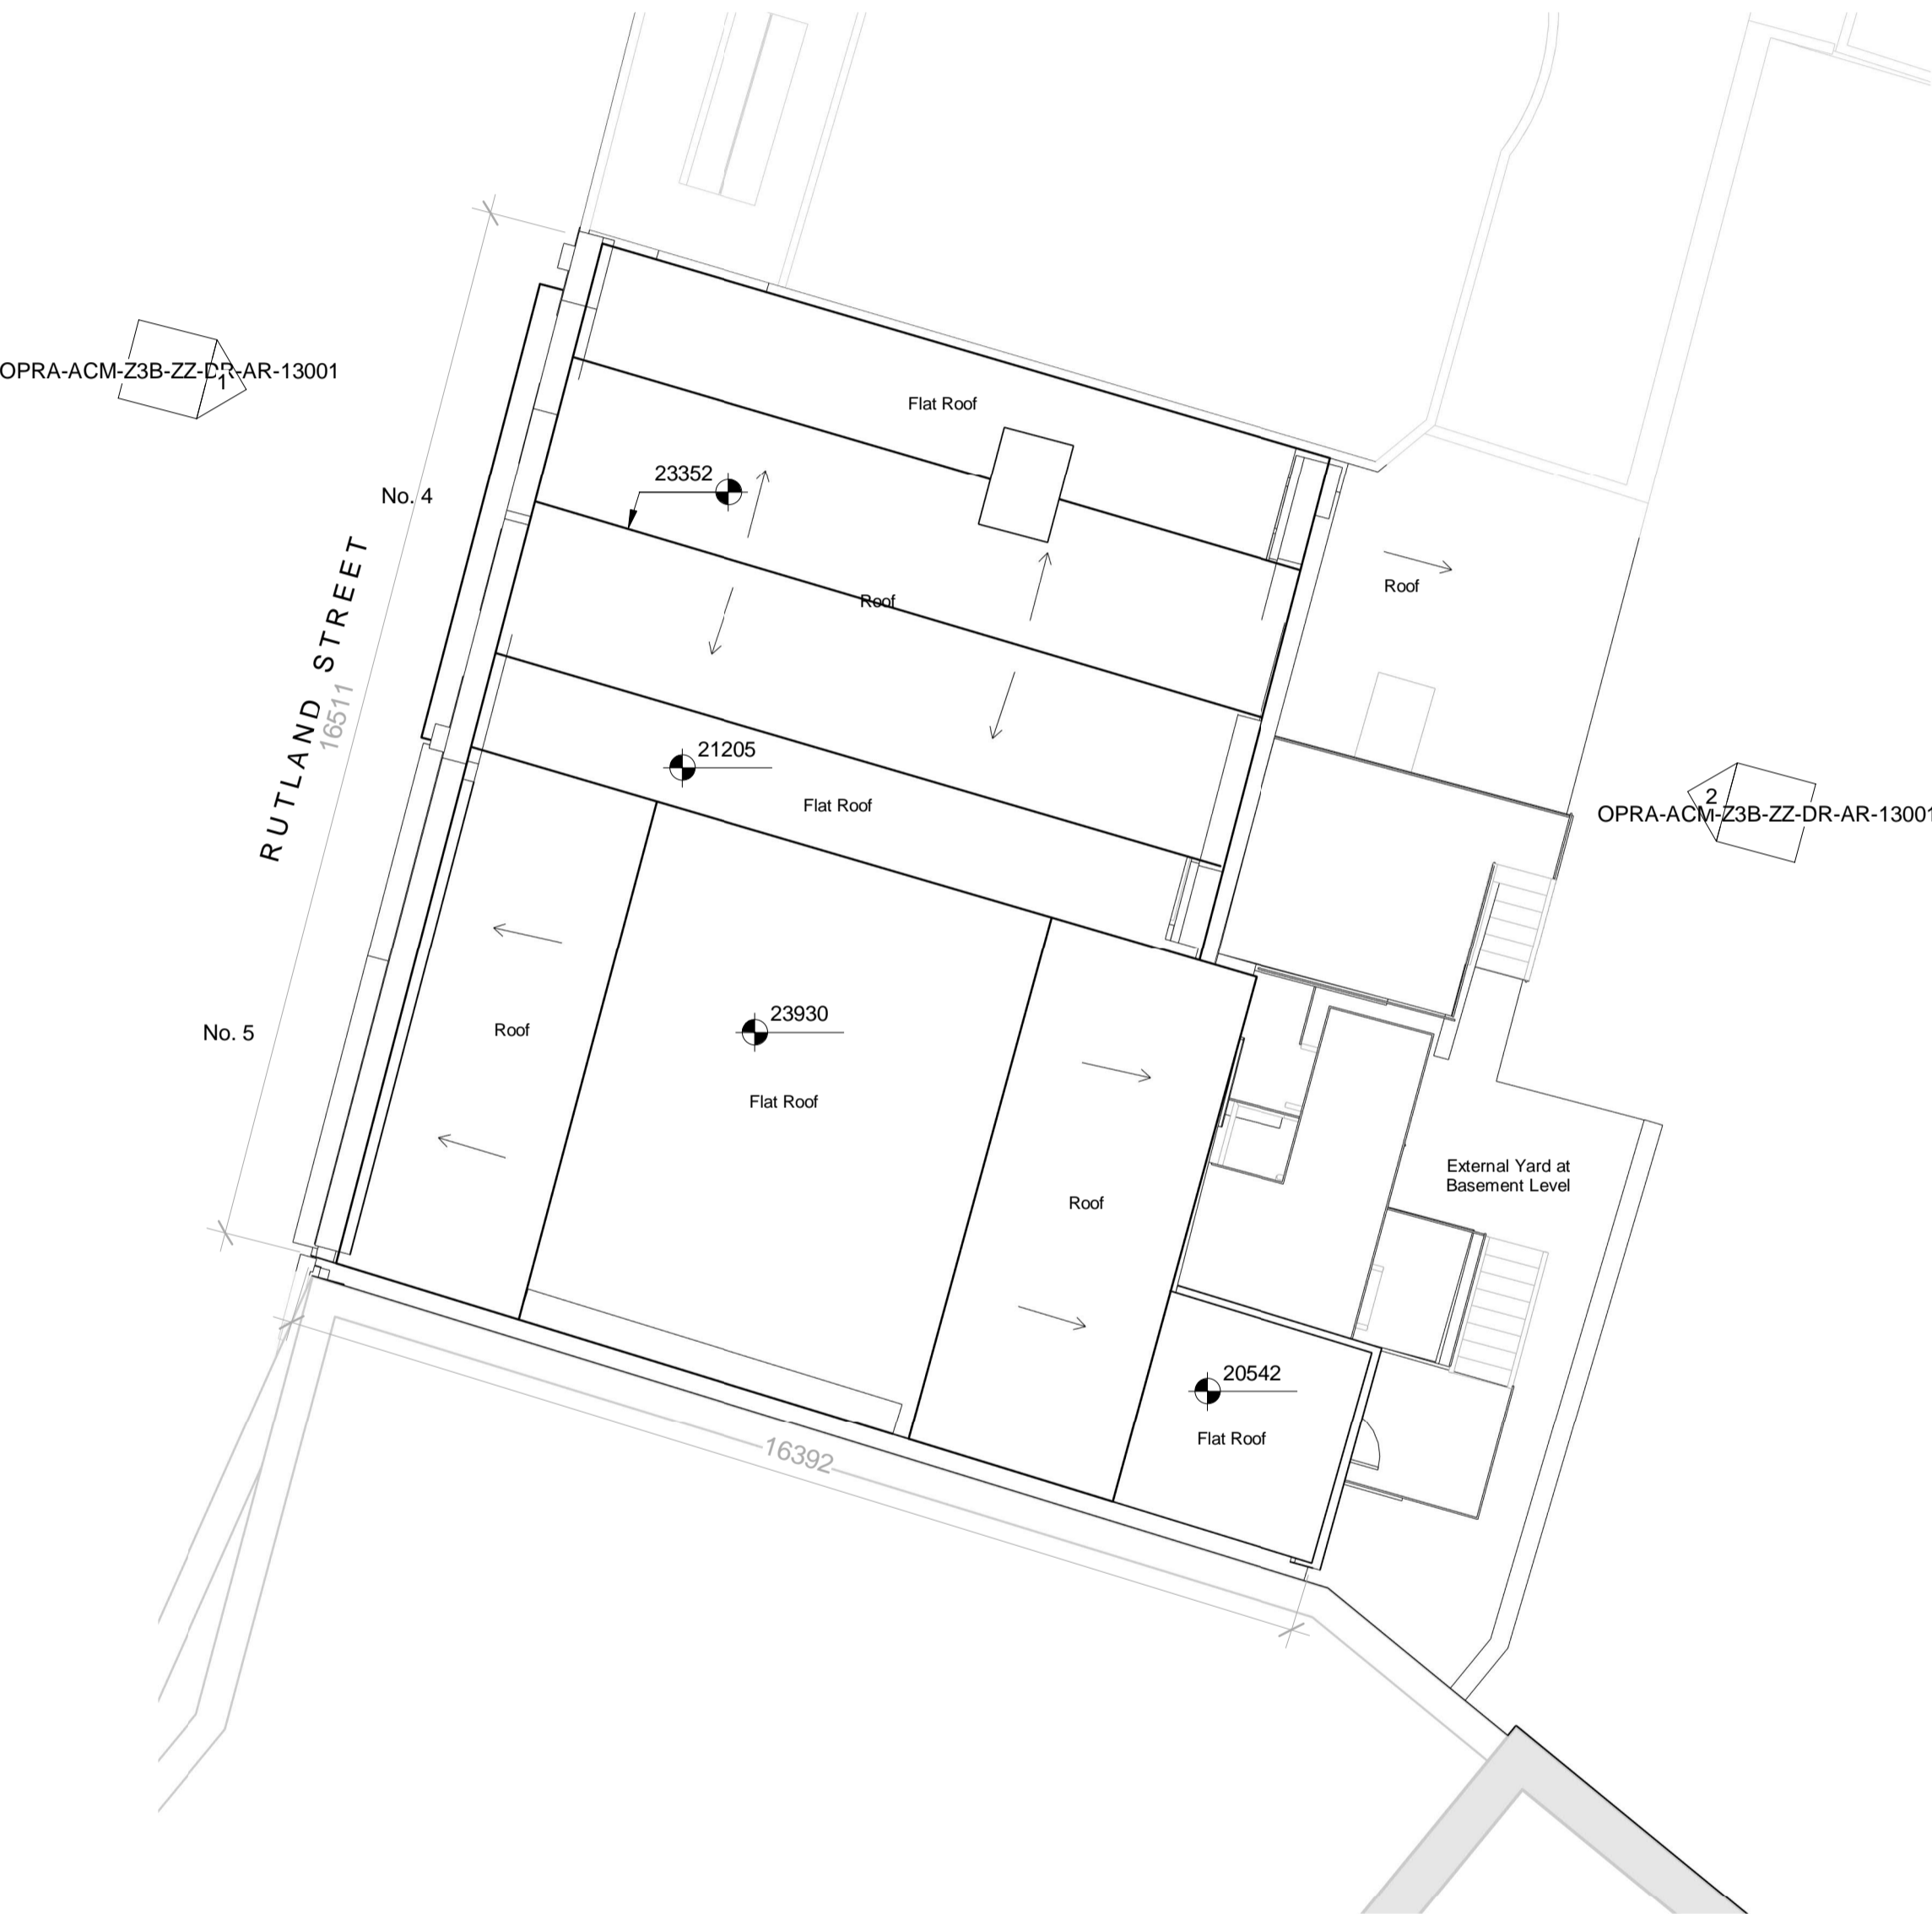 OPRA-ACM-Z3B-ZZ-DR-AR-13001
1
Flat Roof
23352
No. 4
Roof
Roof
RUTLAND STREET
16511
21205
Flat Roof
2
OPRA-ACM-Z3B-ZZ-DR-AR-13001
23930
Roof
No. 5
Flat Roof
External Yard at
Basement Level
Roof
20542
Flat Roof
16392